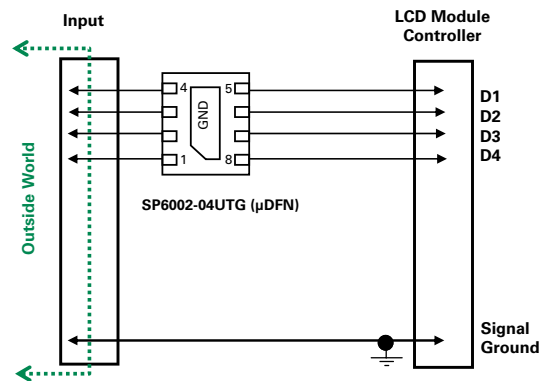 Input
LCD Module
Controller
4
5
GND
1
8
D1
D2
D3
D4
SP6002-04UTG (µDFN)
Outside World
Signal
Ground